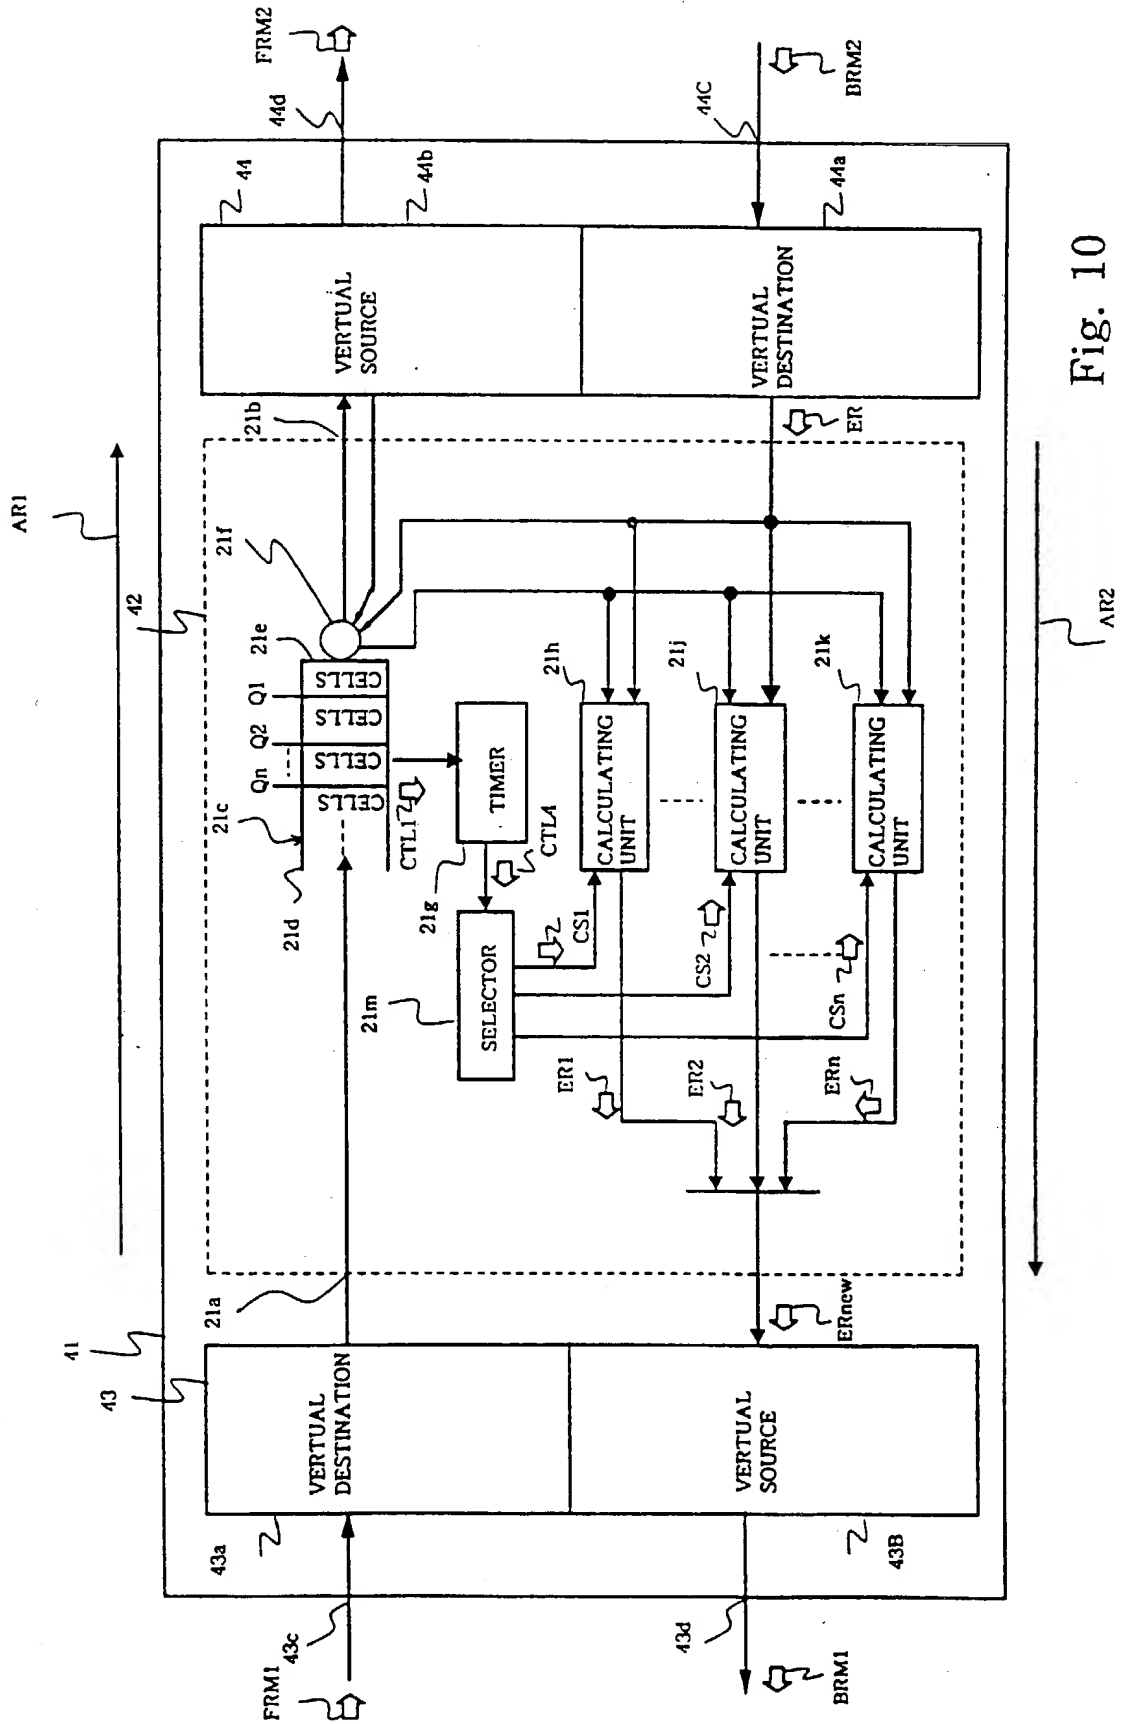 AR1
41
42
43
44
FRM1
43c
43a
VERTUAL
DESTINATION
21a
21d
21c
Qn
Q2
Q1
CELLS
CELLS
CELLS
CELLS
21e
21f
21b
VERTUAL
SOURCE
44b
44d
FRM2
CTL1
TIMER
21g
CTL4
21m
SELECTOR
CS1
CS2
CSn
21h
CALCULATING
UNIT
21j
CALCULATING
UNIT
21k
CALCULATING
UNIT
ER1
ER2
ERn
ER
VERTUAL
DESTINATION
44a
44C
BRM2
ERnew
VERTUAL
SOURCE
43B
43d
BRM1
AR2
Fig. 10